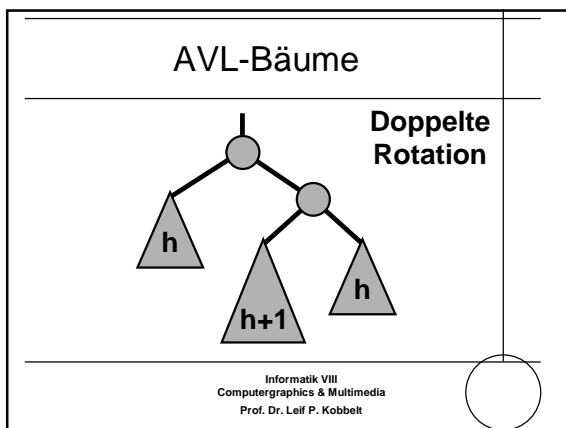 AVL-Bäume
Doppelte
Rotation
h
h+1
h
Informatik VIII
Computergraphics & Multimedia
Prof. Dr. Leif P. Kobbelt